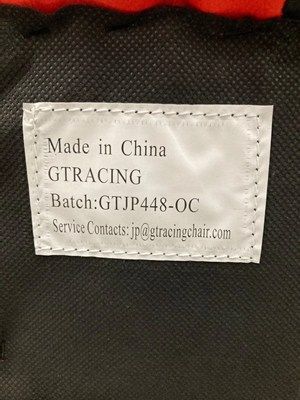 Made in China
GTRACING
Batch:GTJP448-OC
Service Contacts: jp@gtracingchair.com